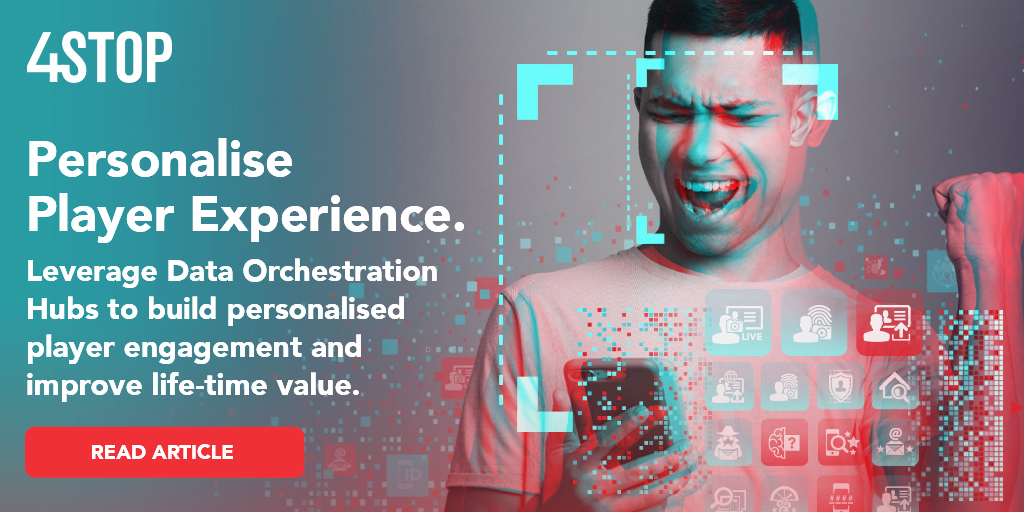 4STOP
Personalise
Player Experience.
Leverage Data Orchestration
Hubs to build personalised
player engagement and
improve life-time value.
READ ARTICLE
LIVE
ID